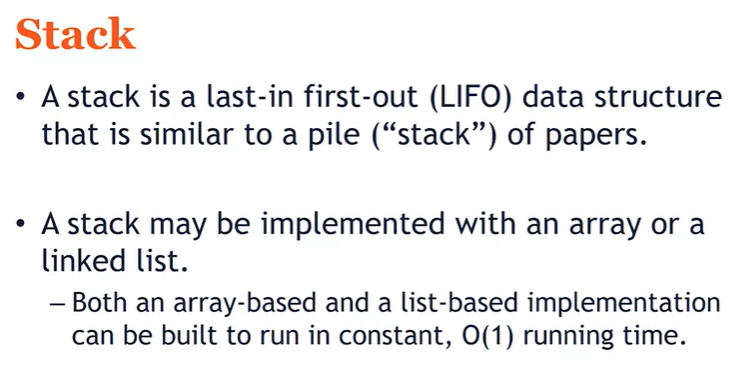 Stack
• A stack is a last-in first-out (LIFO) data structure
that is similar to a pile (“stack”) of papers.
• A stack may be implemented with an array or a
linked list.
– Both an array-based and a list-based implementation
can be built to run in constant, O(1) running time.